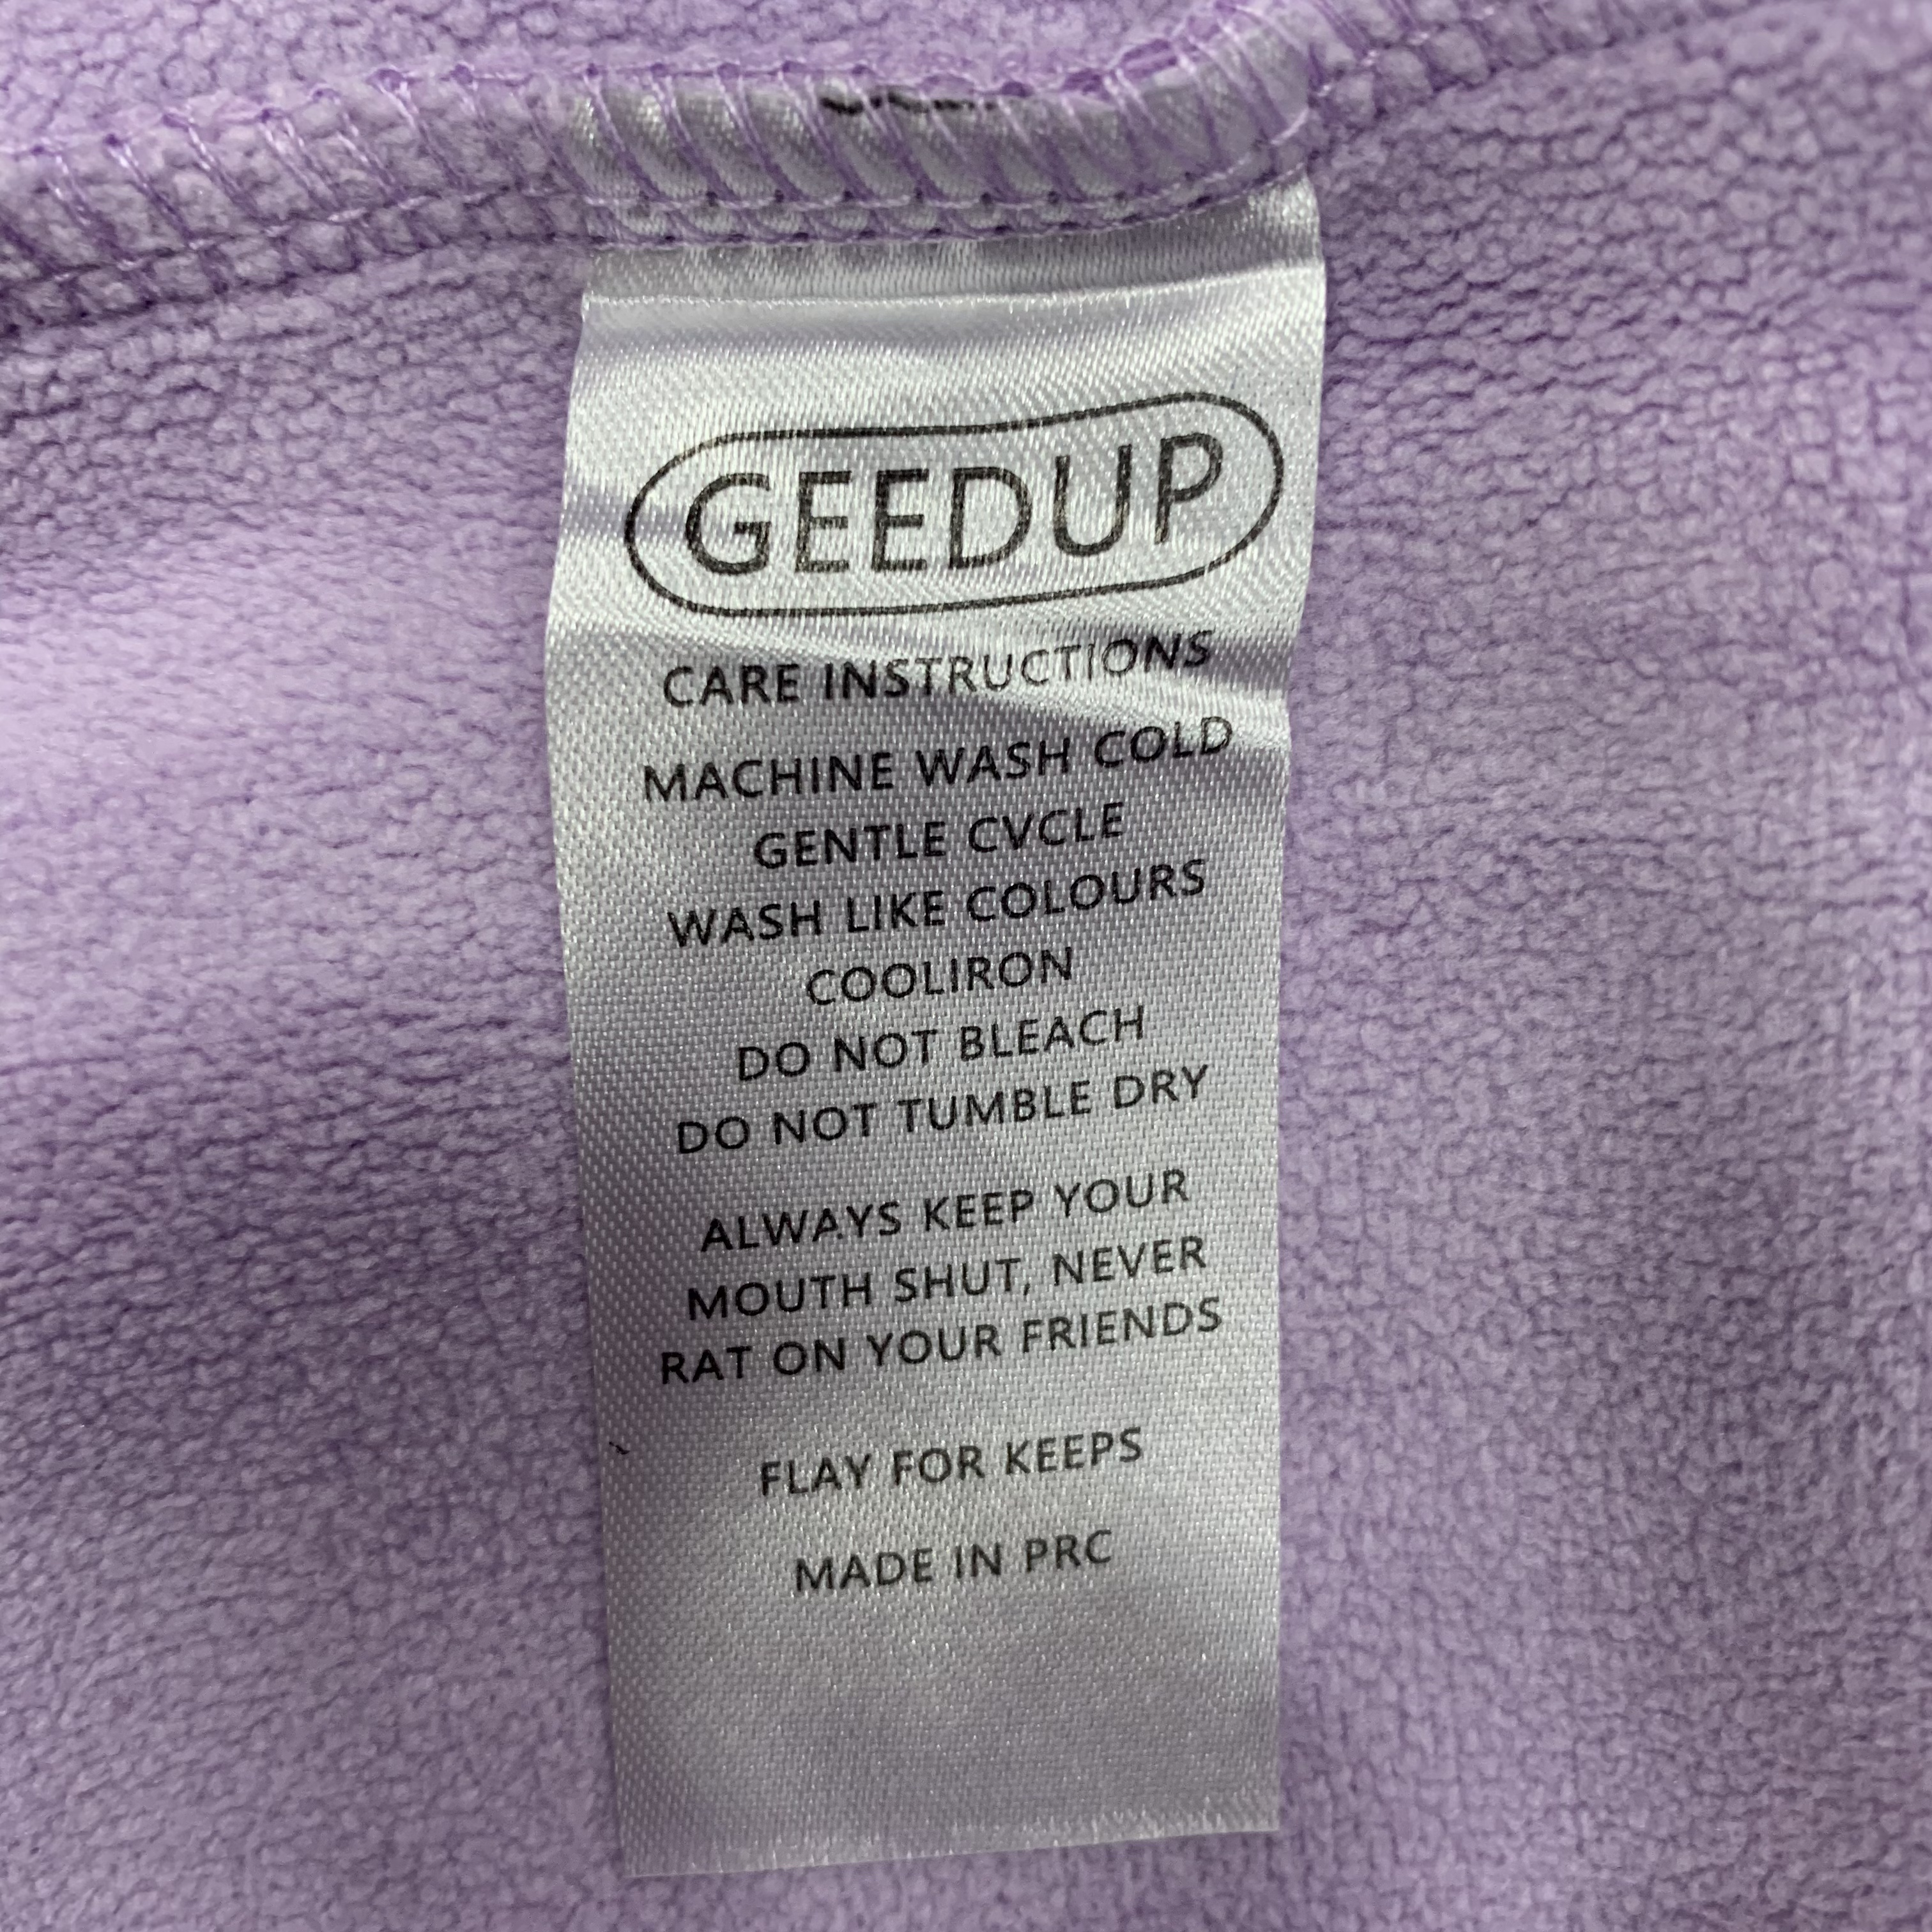 GEEDUP
CARE INSTRUCTIONS
MACHINE WASH COLD
GENTLE CVCLE
WASH LIKE COLOURS
COOLIRON
DO NOT BLEACH
DO NOT TUMBLE DRY
ALWAYS KEEP YOUR
MOUTH SHUT, NEVER
RAT ON YOUR FRIENDS
FLAY FOR KEEPS
MADE IN PRC